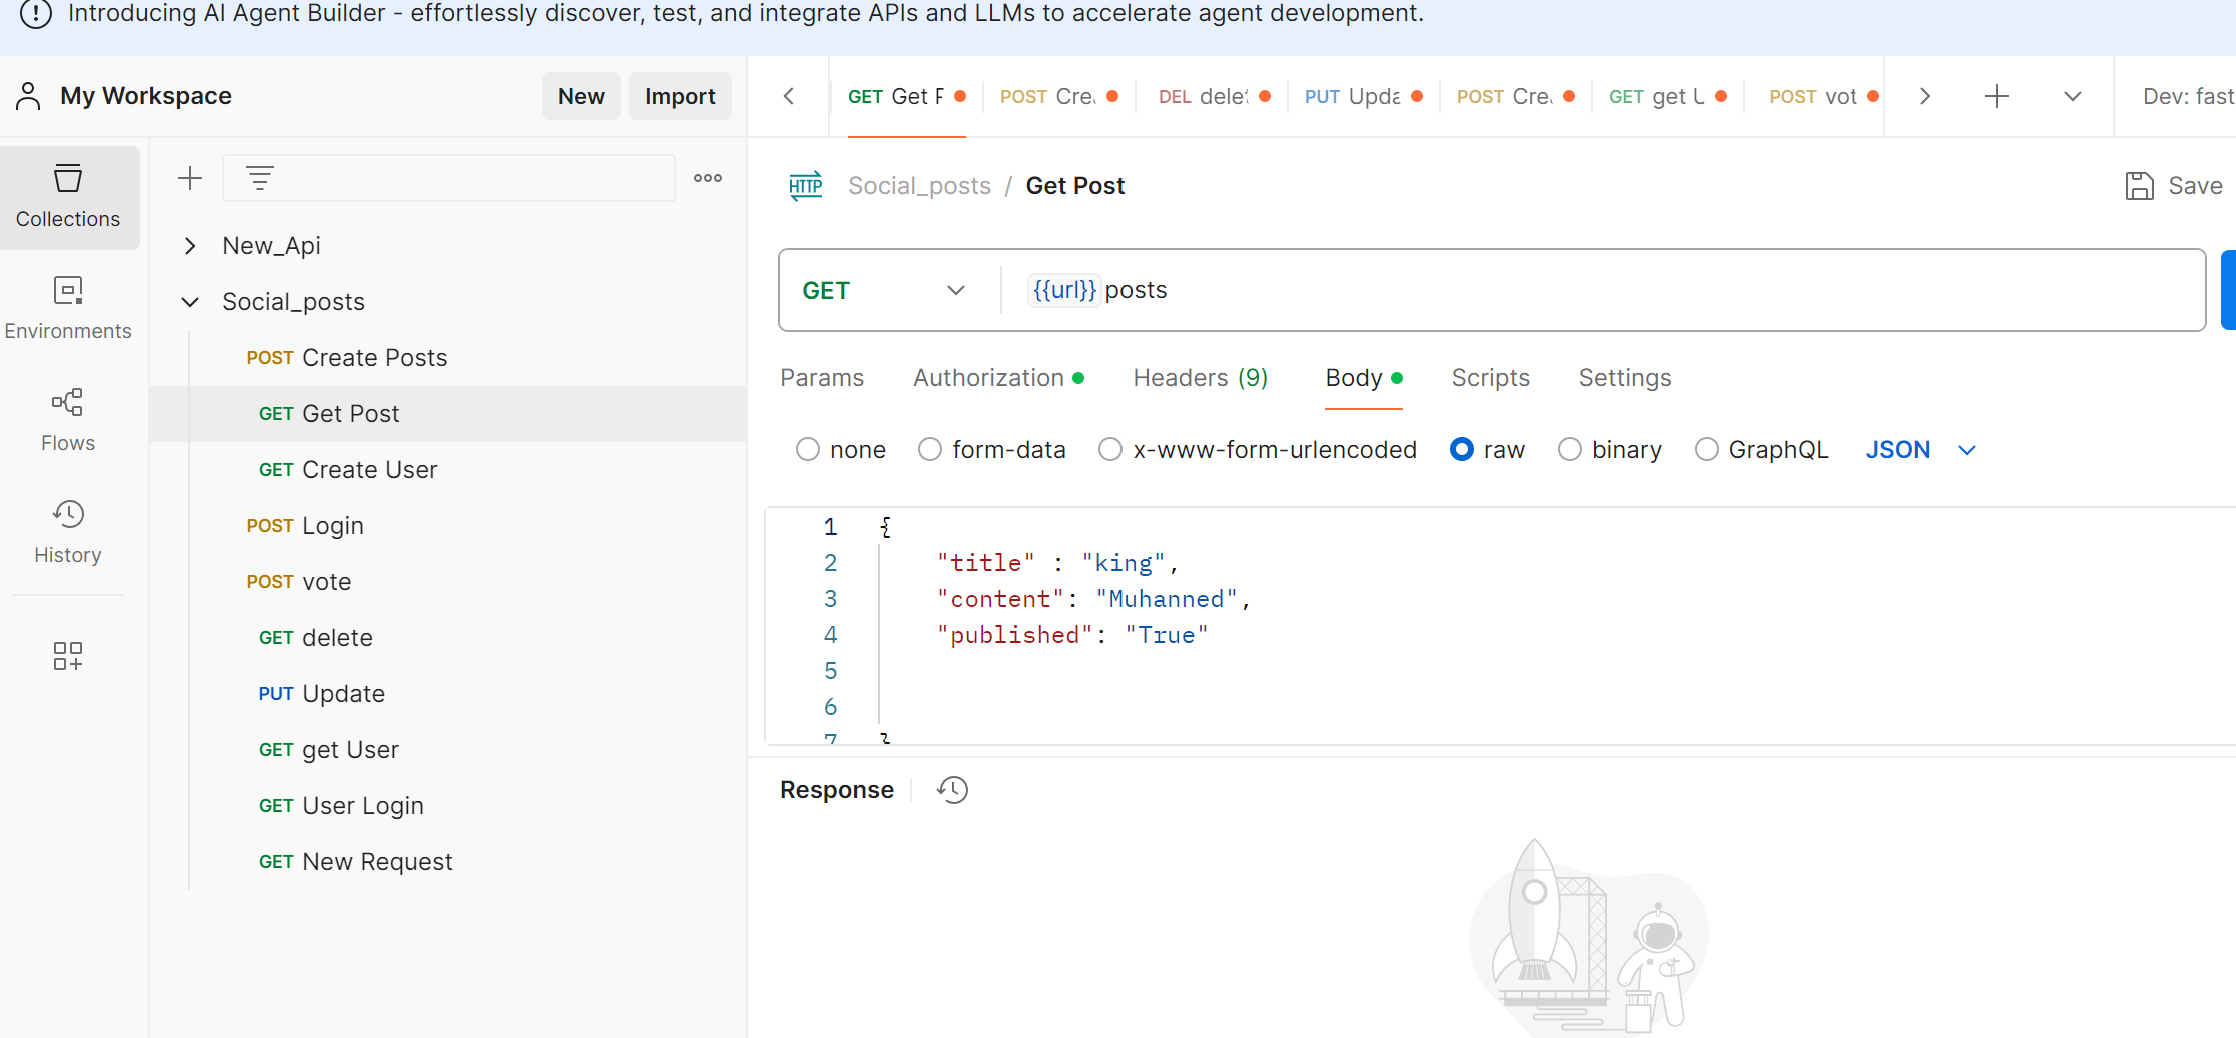 Introducing AI Agent Builder - effortlessly discover, test, and integrate APIs and LLMs to accelerate agent development.
My Workspace
New
Import
GET Get F
POST Cre
DEL dele
PUT Upda
POST Cre
GET get U
POST vot
Dev: fast
Collections
Environments
Flows
History
New_Api
Social_posts
POST Create Posts
GET Get Post
GET Create User
POST Login
POST vote
GET delete
PUT Update
GET get User
GET User Login
GET New Request
HTTP Social_posts / Get Post
Save
GET {{url}} posts
Params Authorization Headers (9) Body Scripts Settings
none form-data x-www-form-urlencoded raw binary GraphQL JSON
1 {
2 "title" : "king",
3 "content": "Muhanned",
4 "published": "True"
5
6
7 }
Response